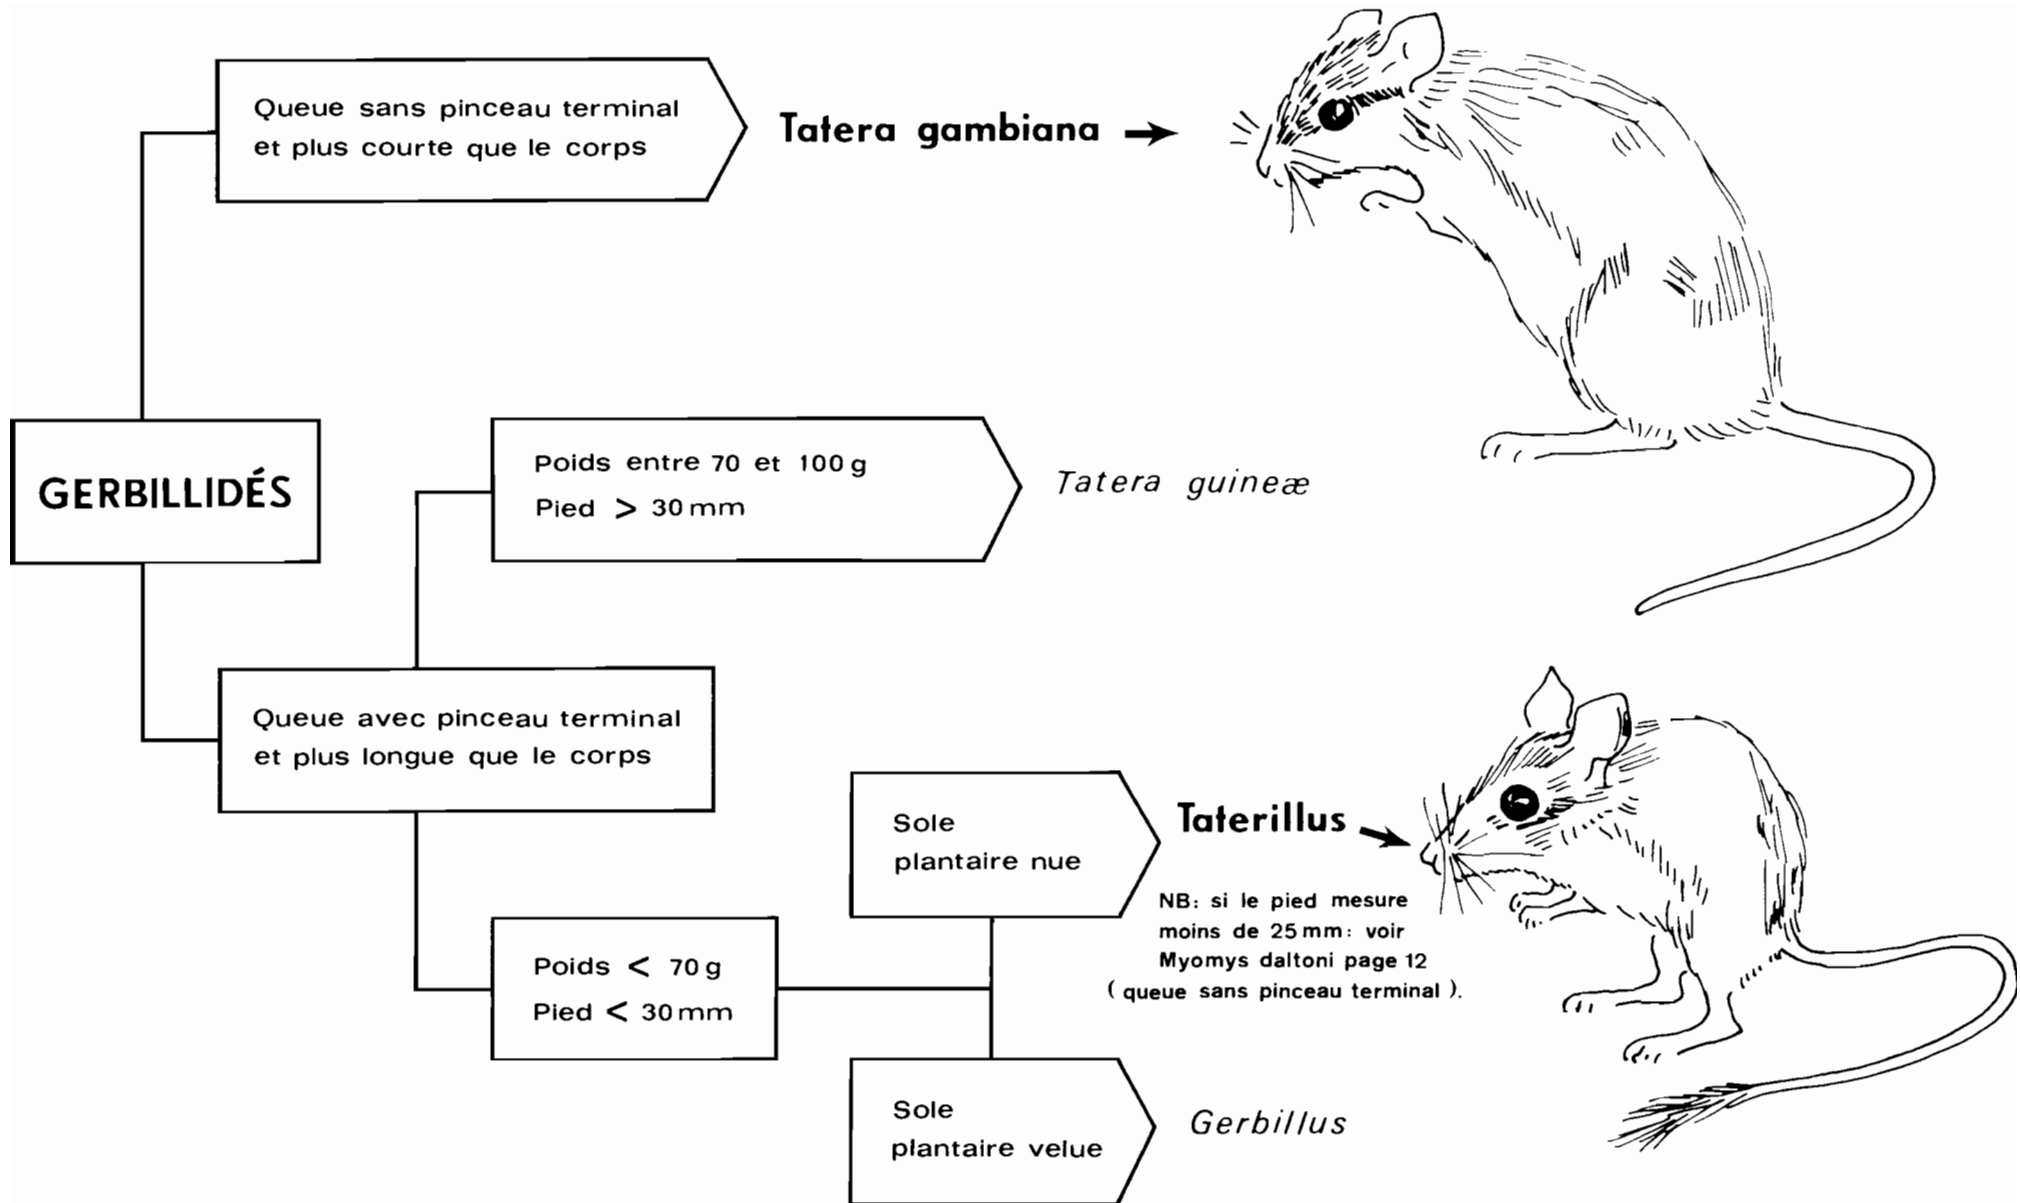 Queue sans pinceau terminal
et plus courte que le corps
Tatera gambiana
GERBILLIDÉS
Poids entre 70 et 100 g
Pied > 30 mm
Tatera guineæ
Queue avec pinceau terminal
et plus longue que le corps
Sole
plantaire nue
Taterillus
NB: si le pied mesure
moins de 25 mm: voir
Myomys daltoni page 12
( queue sans pinceau terminal ).
Poids < 70 g
Pied < 30 mm
Sole
plantaire velue
Gerbillus